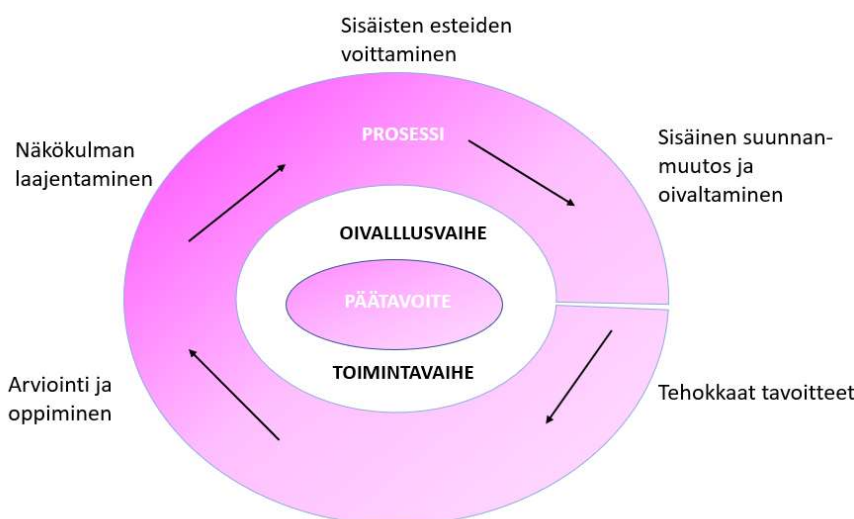 Sisäisten esteiden
voittaminen
PROSESSI
Näkökulman
laajentaminen
Sisäinen suunnan-
muutos ja
oivaltaminen
OIVALLLUSVAIHE
PÄÄTAVOITE
TOIMINTAVAIHE
Arviointi ja
oppiminen
Tehokkaat tavoitteet